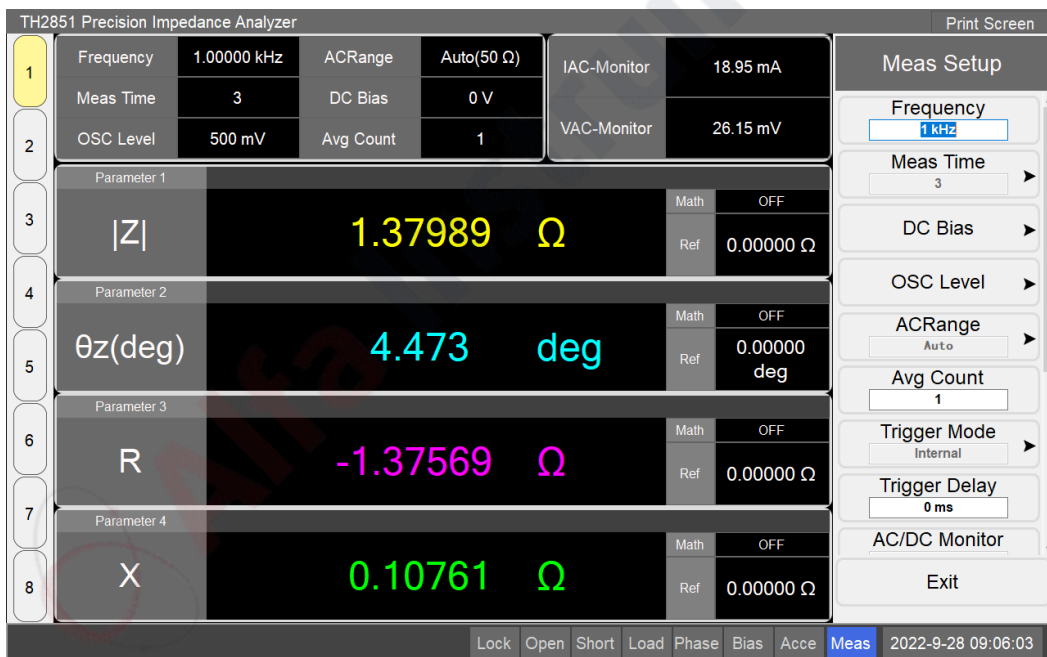 TH2851 Precision Impedance Analyzer
Print Screen
1
2
3
4
5
6
7
8
Frequency 1.00000 kHz ACRange Auto(50 Ω)
Meas Time 3 DC Bias 0 V
OSC Level 500 mV Avg Count 1
IAC-Monitor 18.95 mA
VAC-Monitor 26.15 mV
Parameter 1
|Z| 1.37989 Ω
Math OFF
Ref 0.00000 Ω
Parameter 2
θz(deg) 4.473 deg
Math OFF
Ref 0.00000
deg
Parameter 3
R -1.37569 Ω
Math OFF
Ref 0.00000 Ω
Parameter 4
X 0.10761 Ω
Math OFF
Ref 0.00000 Ω
Meas Setup
Frequency
1 kHz
Meas Time
3
DC Bias
OSC Level
ACRange
Auto
Avg Count
1
Trigger Mode
Internal
Trigger Delay
0 ms
AC/DC Monitor
Exit
Lock Open Short Load Phase Bias Acce Meas 2022-9-28 09:06:03